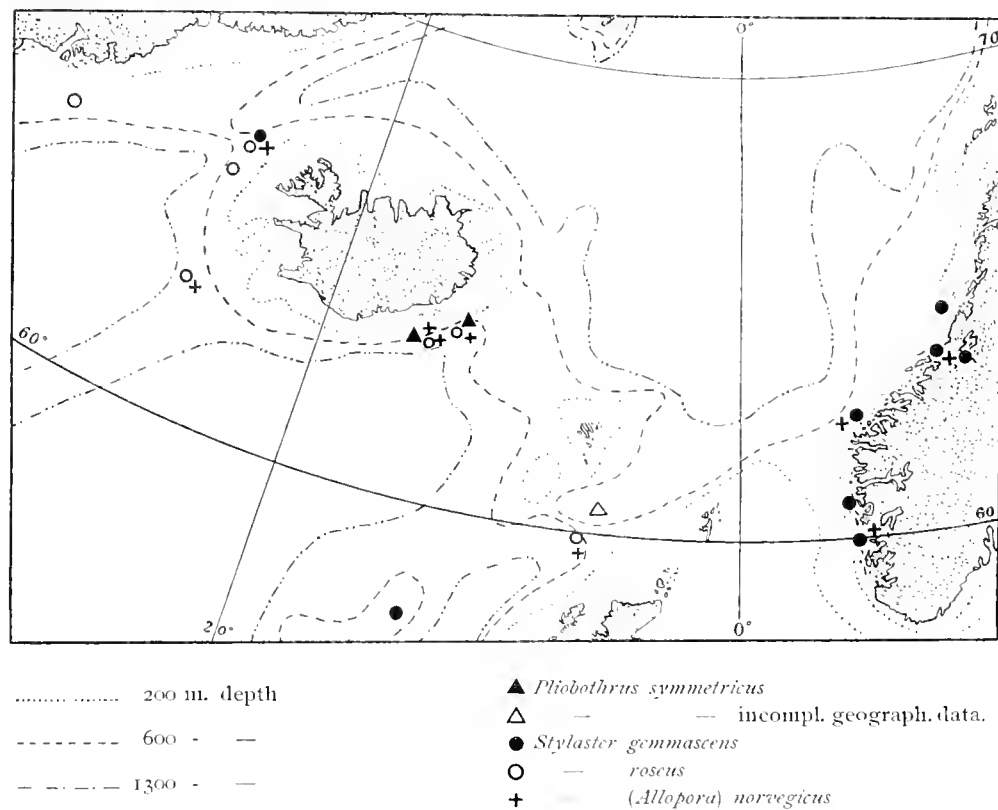 0°
70
60°
60
20°
0°
200 m. depth
600 - —
1300 - —
Pliobothrus symmetricus
— — incompl. geograph. data.
Stylaster gemmascens
— roseus
— (Allopora) norvegicus